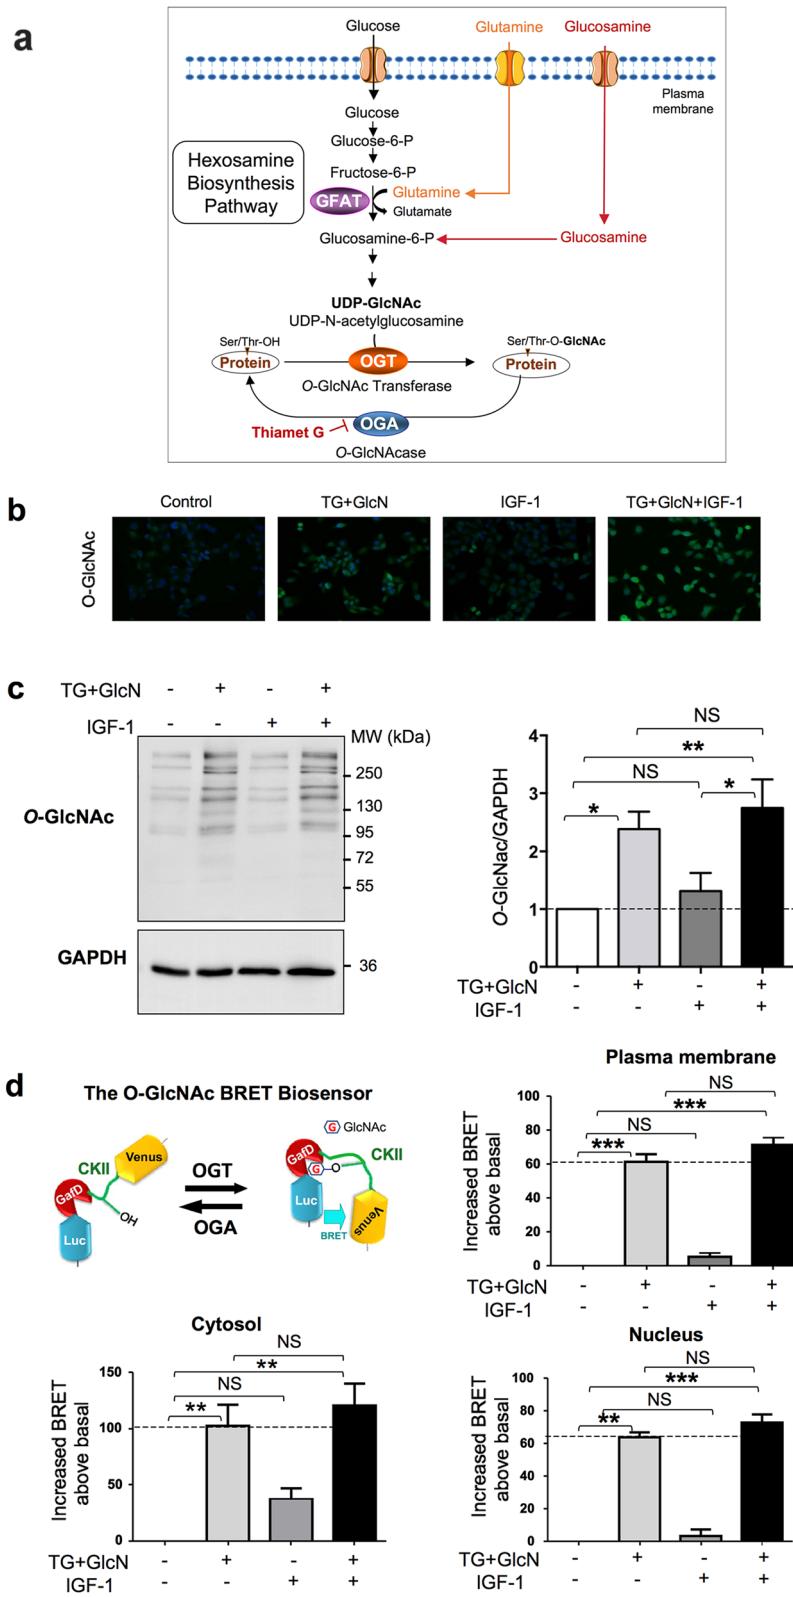 a
Glucose
Glutamine
Glucosamine
Plasma
membrane
Glucose
Glucose-6-P
Fructose-6-P
Hexosamine
Biosynthesis
Pathway
GFAT
Glutamine
Glutamate
Glucosamine-6-P
Glucosamine
UDP-GlcNAc
UDP-N-acetylglucosamine
Ser/Thr-OH
Ser/Thr-O-GlcNAc
Protein
OGT
Protein
O-GlcNAc Transferase
Thiamet G
OGA
O-GlcNAcase
b
Control
TG+GlcN
IGF-1
TG+GlcN+IGF-1
O-GlcNAc
c
TG+GlcN - + - +
IGF-1 - - + +
MW (kDa)
O-GlcNAc
250
130
95
72
55
GAPDH
36
NS
**
NS
*
*
O-GlcNac/GAPDH
4
3
2
1
0
TG+GlcN - + - +
IGF-1 - - + +
d
The O-GlcNAc BRET Biosensor
GlcNAc
G
CKII
Venus
GafD
Luc
OH
OGT
OGA
GafD
G
O
CKII
Luc
BRET
Venus
Plasma membrane
Increased BRET
above basal
100
80
60
40
20
0
NS
***
NS
***
TG+GlcN - + - +
IGF-1 - - + +
Cytosol
Increased BRET
above basal
150
100
50
0
NS
**
NS
**
TG+GlcN - + - +
IGF-1 - - + +
Nucleus
Increased BRET
above basal
100
80
60
40
20
0
NS
***
NS
**
TG+GlcN - + - +
IGF-1 - - + +